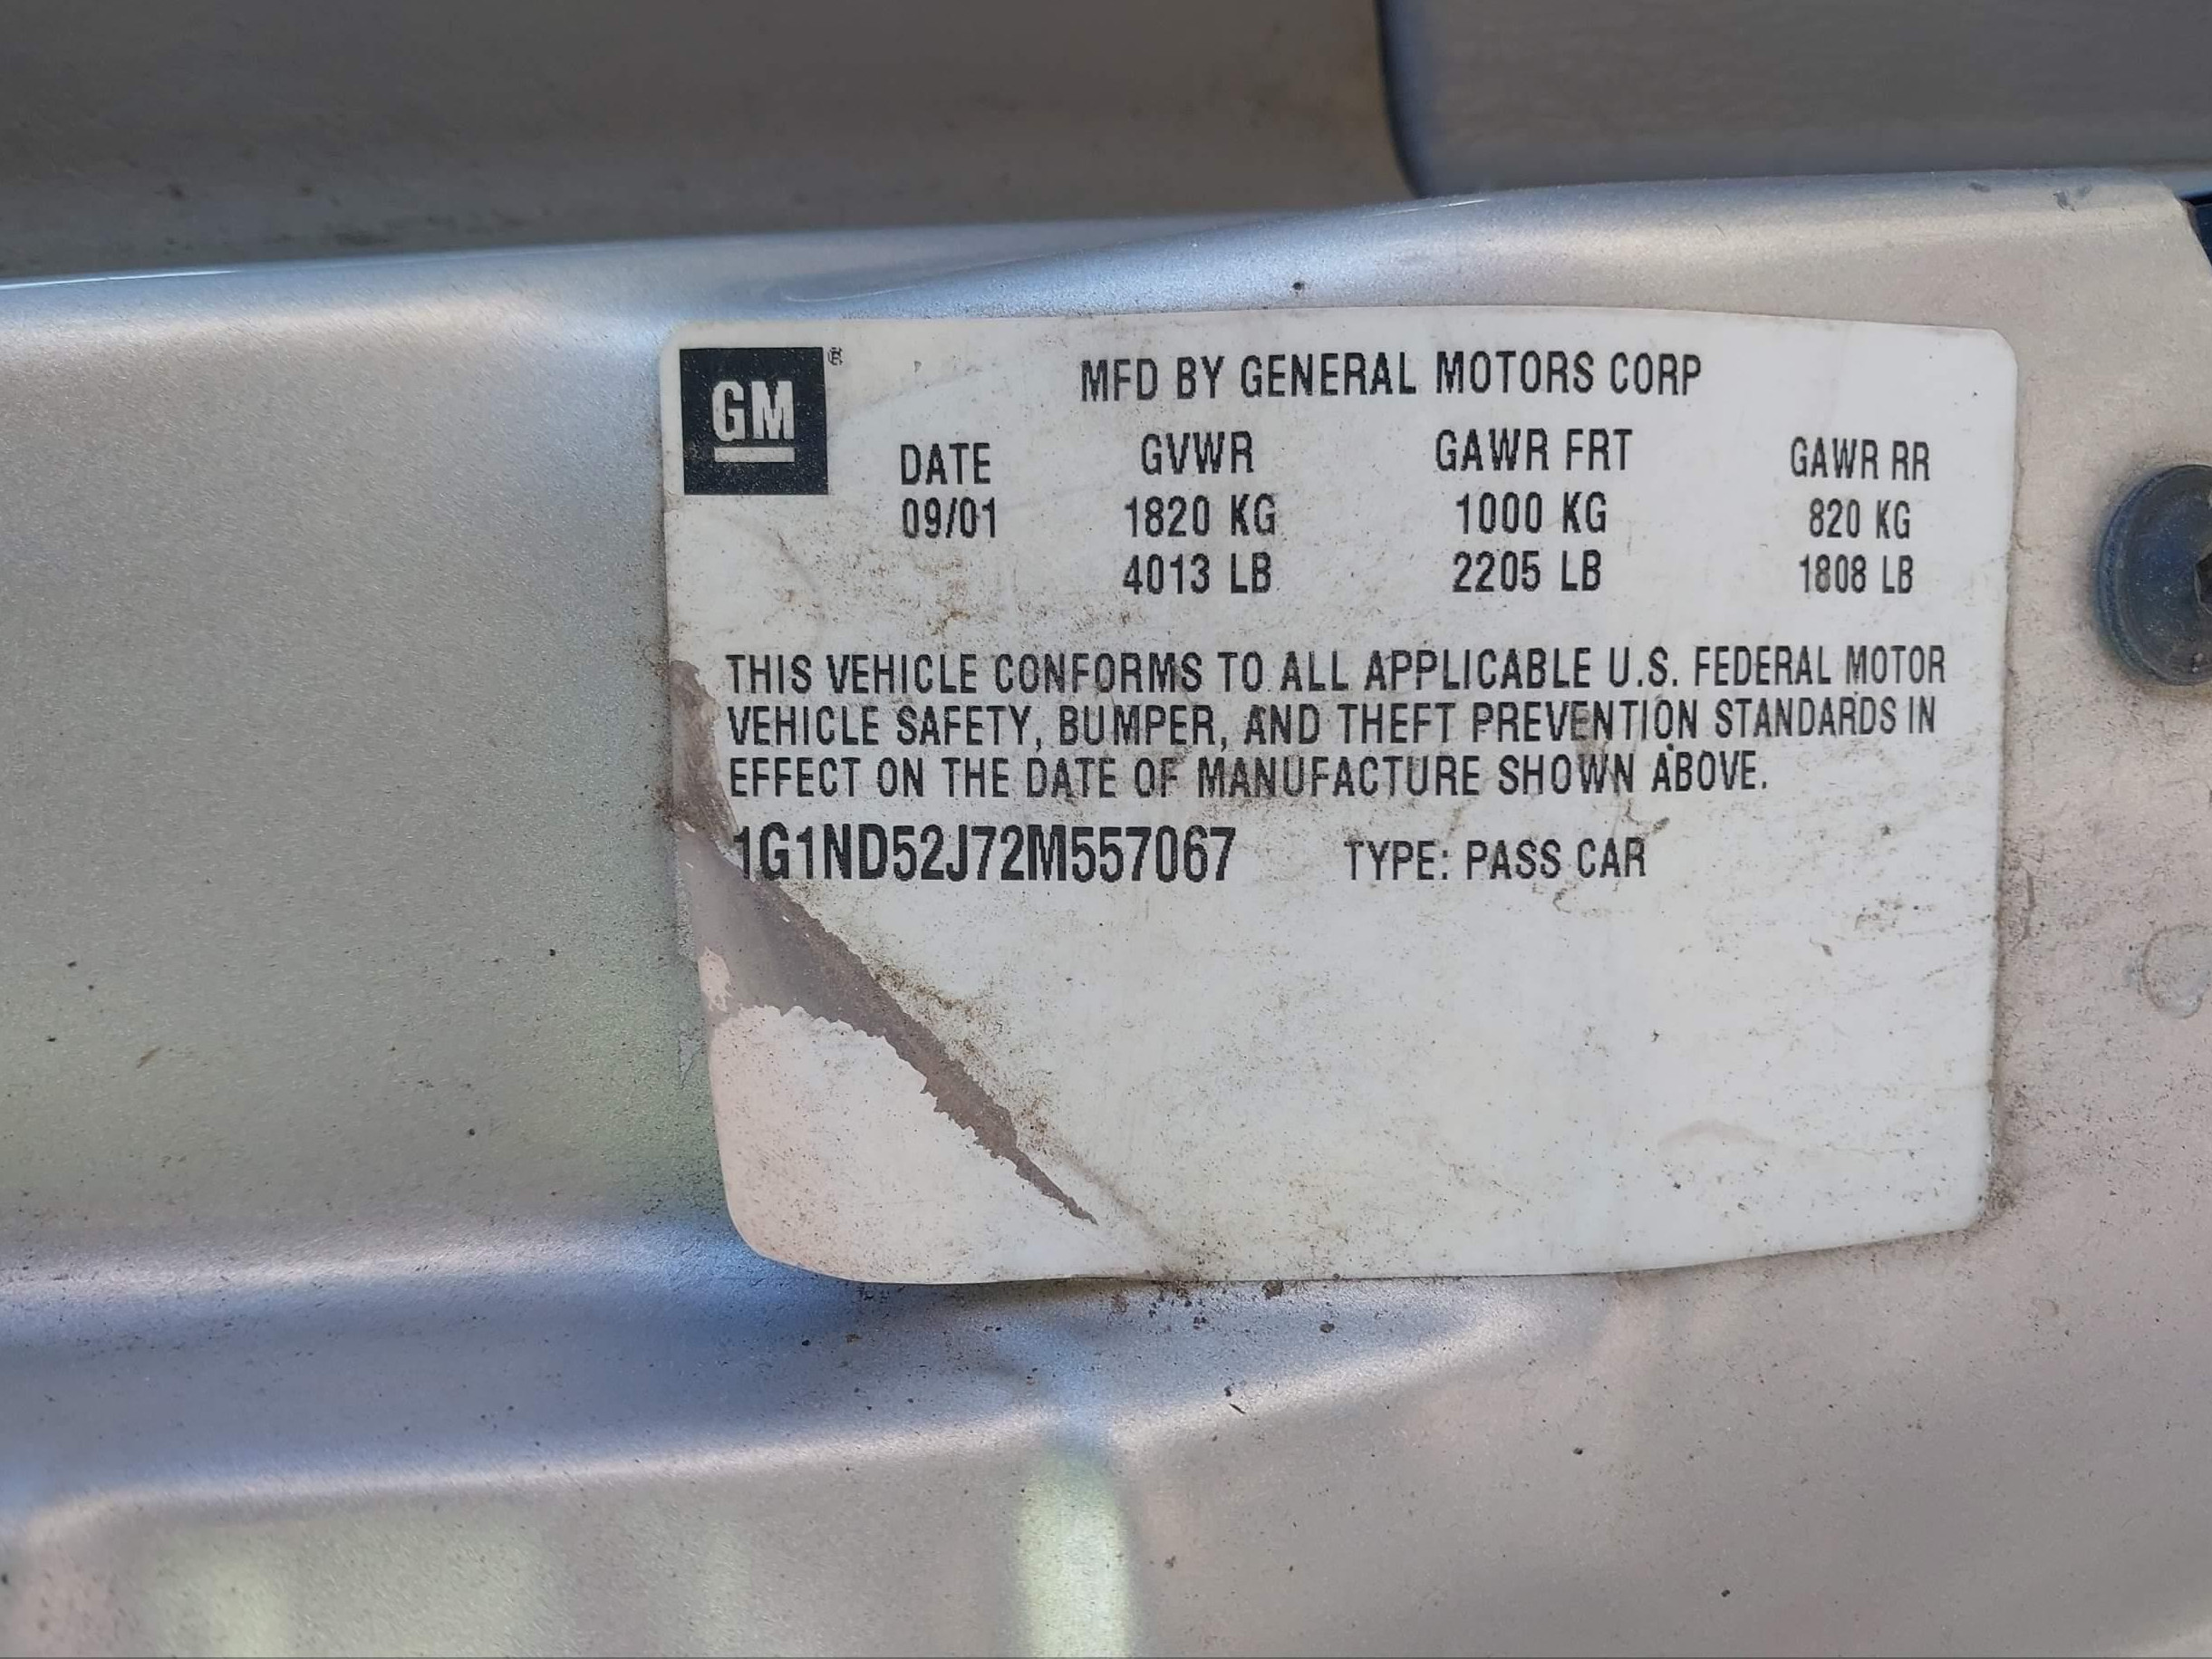 GM ®
MFD BY GENERAL MOTORS CORP
DATE GVWR GAWR FRT GAWR RR
09/01 1820 KG 1000 KG 820 KG
4013 LB 2205 LB 1808 LB
THIS VEHICLE CONFORMS TO ALL APPLICABLE U.S. FEDERAL MOTOR
VEHICLE SAFETY, BUMPER, AND THEFT PREVENTION STANDARDS IN
EFFECT ON THE DATE OF MANUFACTURE SHOWN ABOVE.
1G1ND52J72M557067 TYPE: PASS CAR